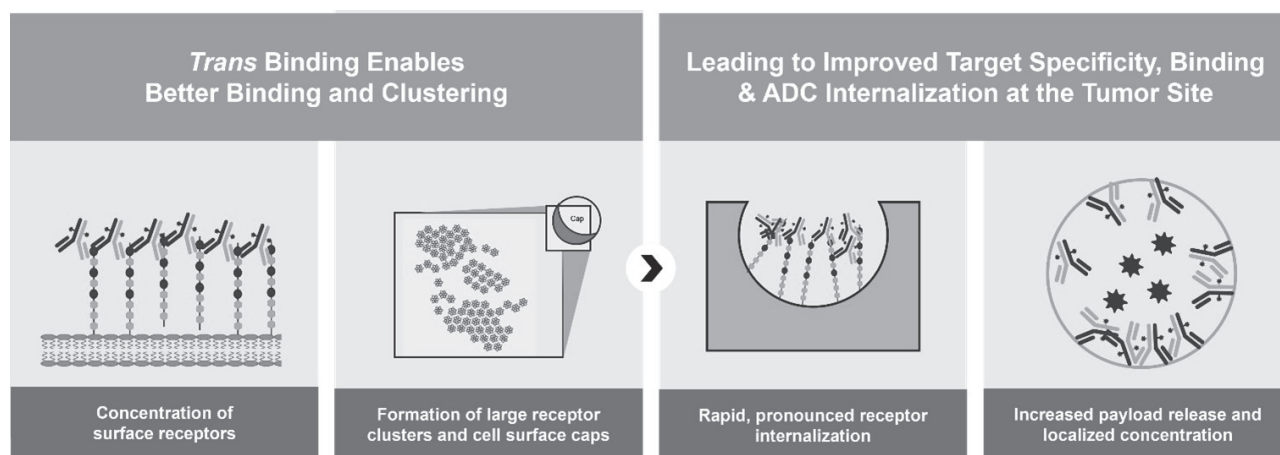 Trans Binding Enables
Better Binding and Clustering
Leading to Improved Target Specificity, Binding
& ADC Internalization at the Tumor Site
Cap
Concentration of
surface receptors
Formation of large receptor
clusters and cell surface caps
Rapid, pronounced receptor
internalization
Increased payload release and
localized concentration